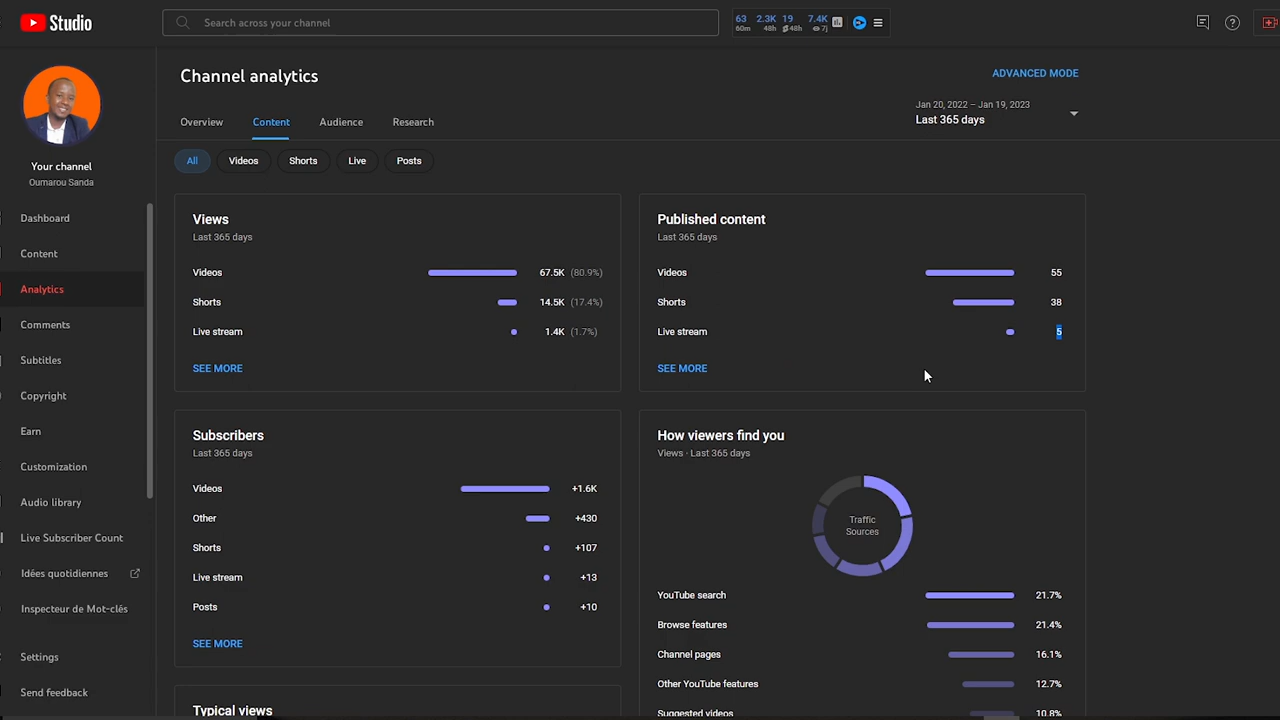 Studio
Search across your channel
63 2.3K 19 7.4K
60m 48h 48h 7j
Channel analytics
ADVANCED MODE
Jan 20, 2022 – Jan 19, 2023
Last 365 days
Overview Content Audience Research
All Videos Shorts Live Posts
Your channel
Oumarou Sanda
Dashboard
Content
Analytics
Comments
Subtitles
Copyright
Earn
Customization
Audio library
Live Subscriber Count
Idées quotidiennes
Inspecteur de Mot-clés
Settings
Send feedback
Views
Last 365 days
Videos 67.5K (80.9%)
Shorts 14.5K (17.4%)
Live stream 1.4K (1.7%)
SEE MORE
Published content
Last 365 days
Videos 55
Shorts 38
Live stream 5
SEE MORE
Subscribers
Last 365 days
Videos +1.6K
Other +430
Shorts +107
Live stream +13
Posts +10
SEE MORE
How viewers find you
Views · Last 365 days
Traffic
Sources
YouTube search 21.7%
Browse features 21.4%
Channel pages 16.1%
Other YouTube features 12.7%
Suggested videos 10.8%
Typical views